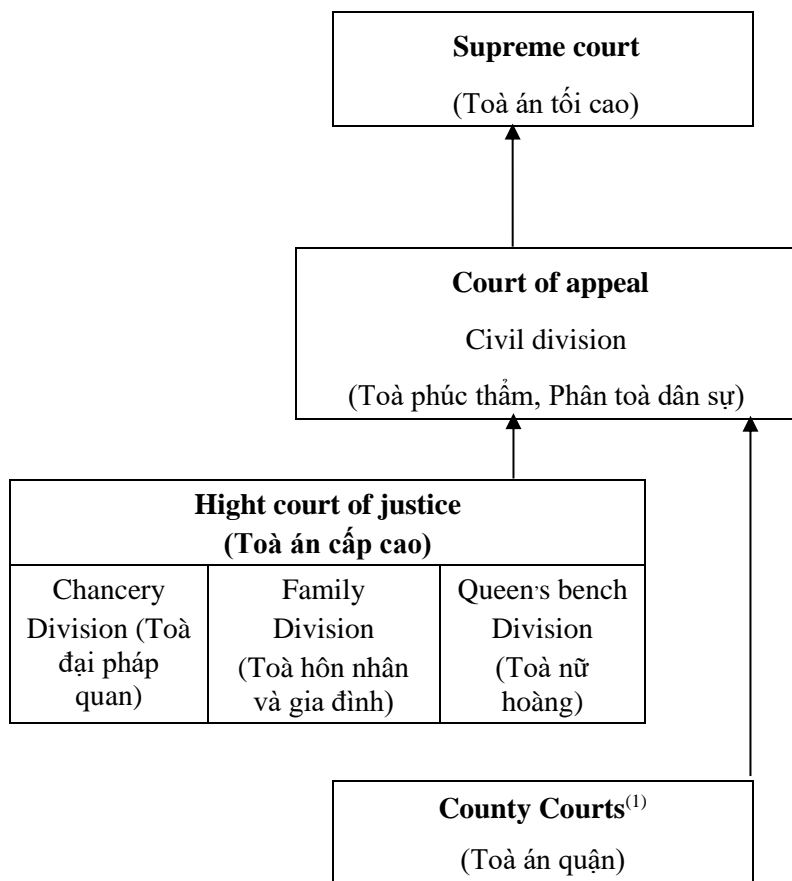 Supreme court
(Toà án tối cao)
Court of appeal
Civil division
(Toà phúc thẩm, Phân toà dân sự)
Hight court of justice
(Toà án cấp cao)
Chancery
Division (Toà
đại pháp
quan)
Family
Division
(Toà hôn nhân
và gia đình)
Queen's bench
Division
(Toà nữ
hoàng)
County Courts(1)
(Toà án quận)